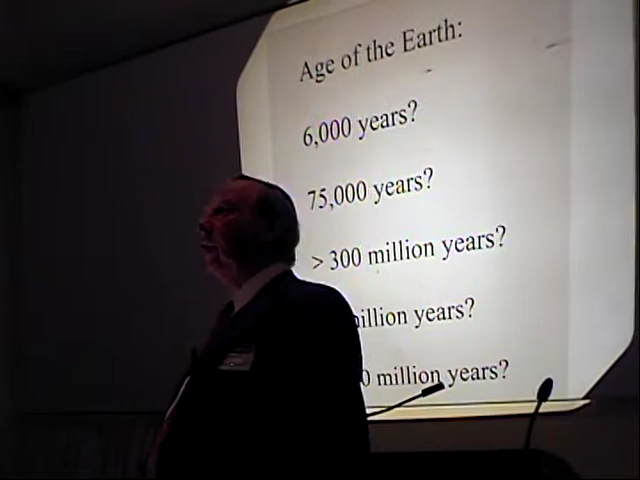 Age of the Earth:
6,000 years?
75,000 years?
> 300 million years?
years?
million years?